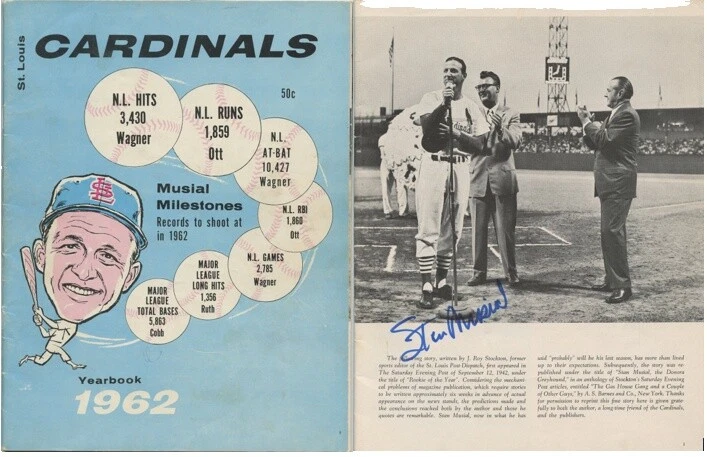 St. Louis
CARDINALS
50c
N.L. HITS
3,430
Wagner
N.L. RUNS
1,859
Ott
N.L.
AT-BAT
10,427
Wagner
N.L. RBI
1,860
Ott
N.L. GAMES
2,785
Wagner
MAJOR
LEAGUE
LONG HITS
1,356
Ruth
MAJOR
LEAGUE
TOTAL BASES
5,863
Cobb
Musial
Milestones
Records to shoot at
in 1962
STL
Yearbook
1962
Stan Musial
The story, written by J. Roy Stockton, former
sports editor of the St. Louis Post-Dispatch, first appeared in
The Saturday Evening Post of September 12, 1942, under
the title of "Rookie of the Year". Considering the mechani-
cal problems of magazine publication, which require stories
to be written approximately six weeks in advance of actual
appearance on the news stands, the predictions made and
the conclusions reached both by the author and those he
quotes are remarkable. Stan Musial, now in what he has
said "probably" will be his last season, has more than lived
up to their expectations. Subsequently, the story was re-
published under the title of "Stan Musial, the Donora
Greyhound," in an anthology of Stockton's Saturday Evening
Post articles, entitled "The Gas House Gang and a Couple
of Other Guys," by A. S. Barnes and Co., New York. Thanks
for permission to reprint this fine story here is given grate-
fully to both the author, a long-time friend of the Cardinals,
and the publishers.